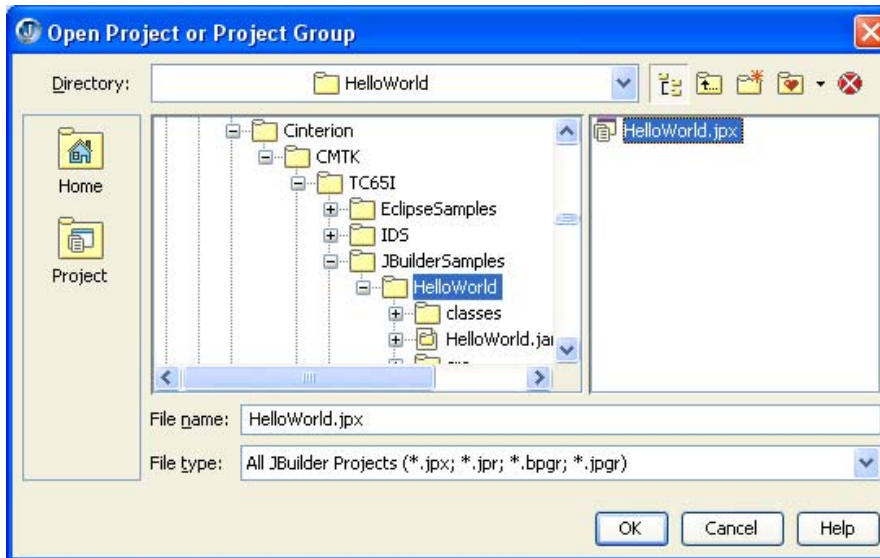 Open Project or Project Group
Directory: HelloWorld
Home
Project
Cinterion
CMTK
TC65I
EclipseSamples
IDS
JBuilderSamples
HelloWorld
classes
HelloWorld.jar
HelloWorld.jpx
File name: HelloWorld.jpx
File type: All JBuilder Projects (*.jpx; *.jpr; *.bpgr; *.jpgr)
OK Cancel Help